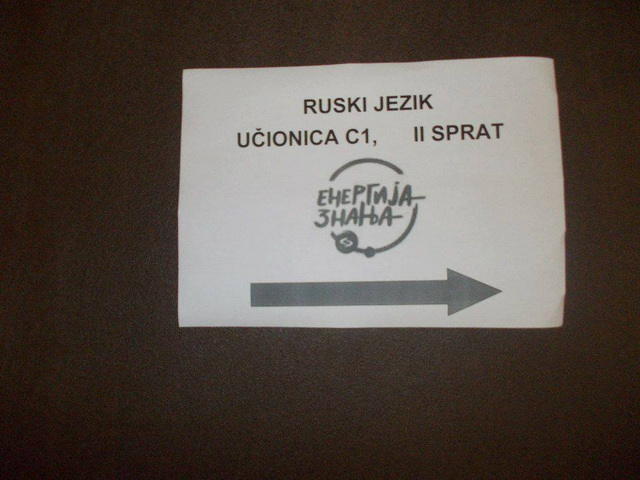 RUSKI JEZIK
UČIONICA C1, II SPRAT
ЕНЕРГИЈА
ЗНАЊА